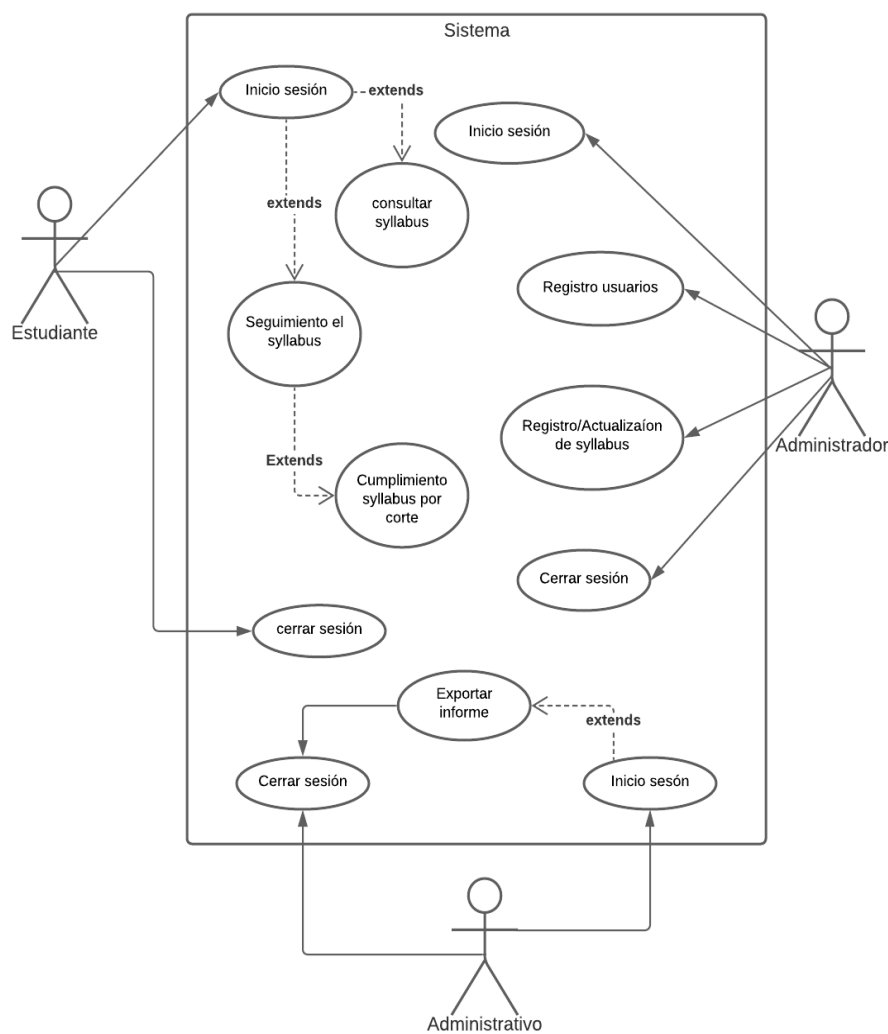 Sistema
Inicio sesión
extends
Inicio sesión
consultar
syllabus
extends
Estudiante
Seguimiento el
syllabus
Registro usuarios
Administrador
Registro/Actualizaíon
de syllabus
Extends
Cumplimiento
syllabus por
corte
Cerrar sesión
cerrar sesión
Exportar
informe
extends
Cerrar sesión
Inicio sesón
Administrativo